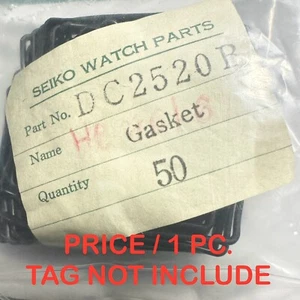 SEIKO WATCH PARTS
Part No. DC2520B
Name Gasket
Quantity 50
PRICE / 1 PC.
TAG NOT INCLUDE